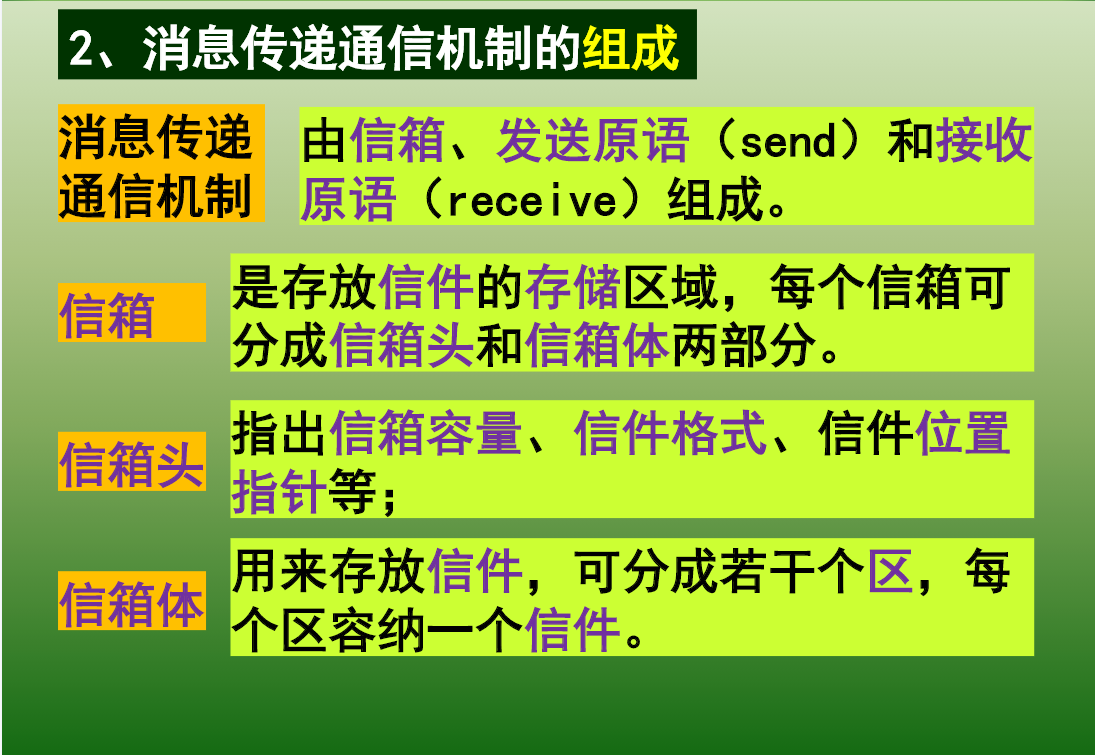 2、消息传递通信机制的组成
消息传递
通信机制
由信箱、发送原语（send）和接收
原语（receive）组成。
信箱
是存放信件的存储区域，每个信箱可
分成信箱头和信箱体两部分。
信箱头
指出信箱容量、信件格式、信件位置
指针等；
信箱体
用来存放信件，可分成若干个区，每
个区容纳一个信件。